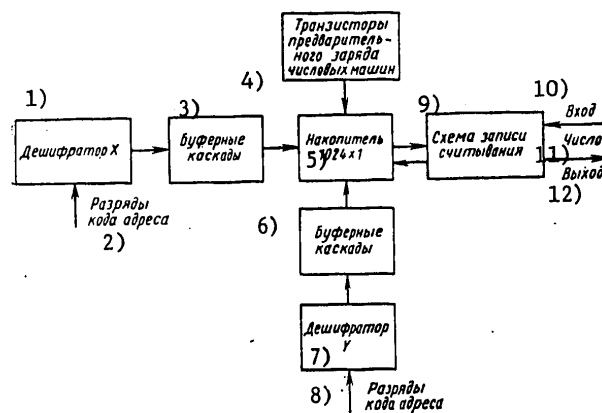 Транзисторы
предваритель-
ного заряда
числовых машин
4)
1)
3)
9)
10)
Дешифратор X
Буферные
каскады
Накопитель
5) 1024×1
Схема записи
считывания
Вход
Число
11)
Выход
12)
Разряды
кода адреса
2)
6)
Буферные
каскады
Дешифратор
7) Y
8)
Разряды
кода адреса